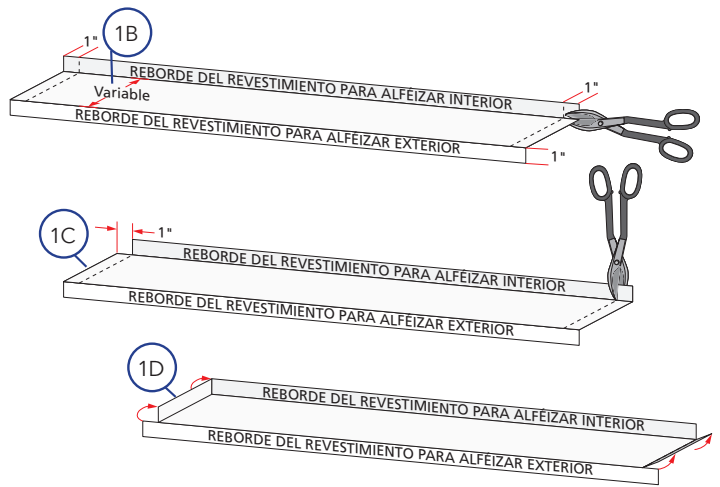 1B
1"
REBORDE DEL REVESTIMIENTO PARA ALFÉIZAR INTERIOR
1"
Variable
REBORDE DEL REVESTIMIENTO PARA ALFÉIZAR EXTERIOR
1"
1C
1"
REBORDE DEL REVESTIMIENTO PARA ALFÉIZAR INTERIOR
REBORDE DEL REVESTIMIENTO PARA ALFÉIZAR EXTERIOR
1D
REBORDE DEL REVESTIMIENTO PARA ALFÉIZAR INTERIOR
REBORDE DEL REVESTIMIENTO PARA ALFÉIZAR EXTERIOR